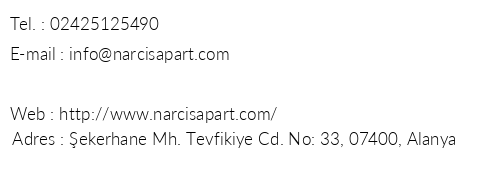 Tel. : 02425125490
E-mail : info@narcisapart.com
Web : http://www.narcisapart.com/
Adres : Şekerhane Mh. Tevfikiye Cd. No: 33, 07400, Alanya